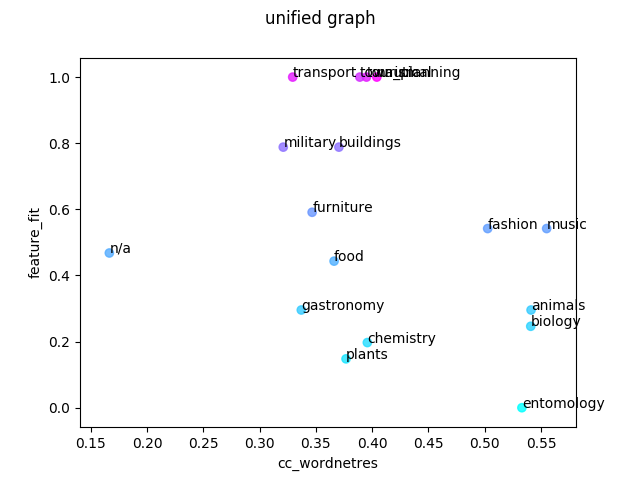 unified graph
1.0
transport
0.8
military
buildings
0.6
furniture
fashion
music
n/a
food
0.4
gastronomy
animals
biology
0.2
chemistry
plants
0.0
entomology
feature_fit
0.15
0.20
0.25
0.30
0.35
0.40
0.45
0.50
0.55
cc_wordnetres